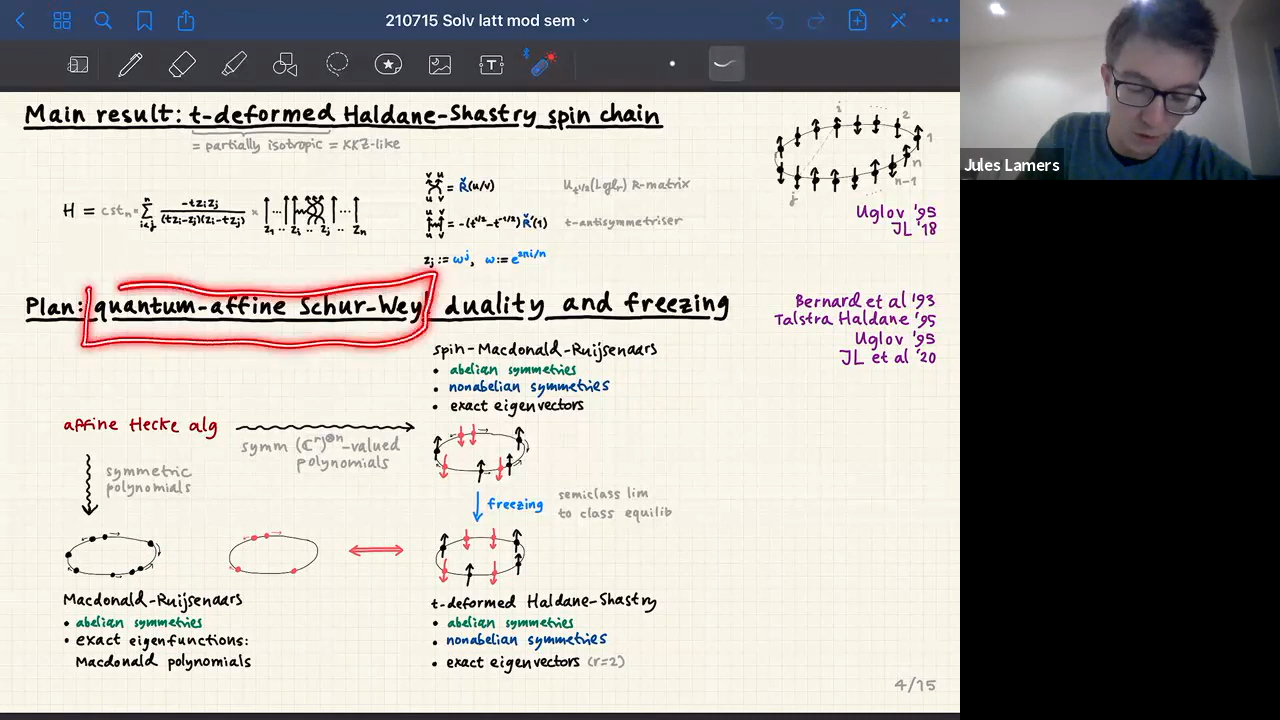 210715 Solv latt mod sem
Main result: t-deformed Haldane-Shastry spin chain
= partially isotropic = XXZ-like
i 2 1 n n-1 j
v u
u v
= Ř(u/v) U_{t^{1/2}}(Lgl_r) R-matrix
H = cst_n × Σ_{i<j}^n -t z_i z_j / (t z_i - z_j)(z_i - t z_j) × z_1 .. z_i .. z_j z_n
u v
u v
= -(t^{1/2} - t^{-1/2}) Ř'(1) t-antisymmetriser
z_j := ω^j, ω := e^{2πi/n}
Jules Lamers
Uglov '95
JL '18
Plan: quantum-affine Schur-Weyl duality and freezing
Bernard et al '93
Talstra Haldane '95
Uglov '95
JL et al '20
spin-Macdonald-Ruijsenaars
• abelian symmetries
• nonabelian symmetries
• exact eigenvectors
affine Hecke alg
symm (ℂ^r)^{⊗n}-valued
polynomials
symmetric
polynomials
freezing
semiclass lim
to class equilib
Macdonald-Ruijsenaars
• abelian symmetries
• exact eigenfunctions:
Macdonald polynomials
t-deformed Haldane-Shastry
• abelian symmetries
• nonabelian symmetries
• exact eigenvectors (r=2)
4/15